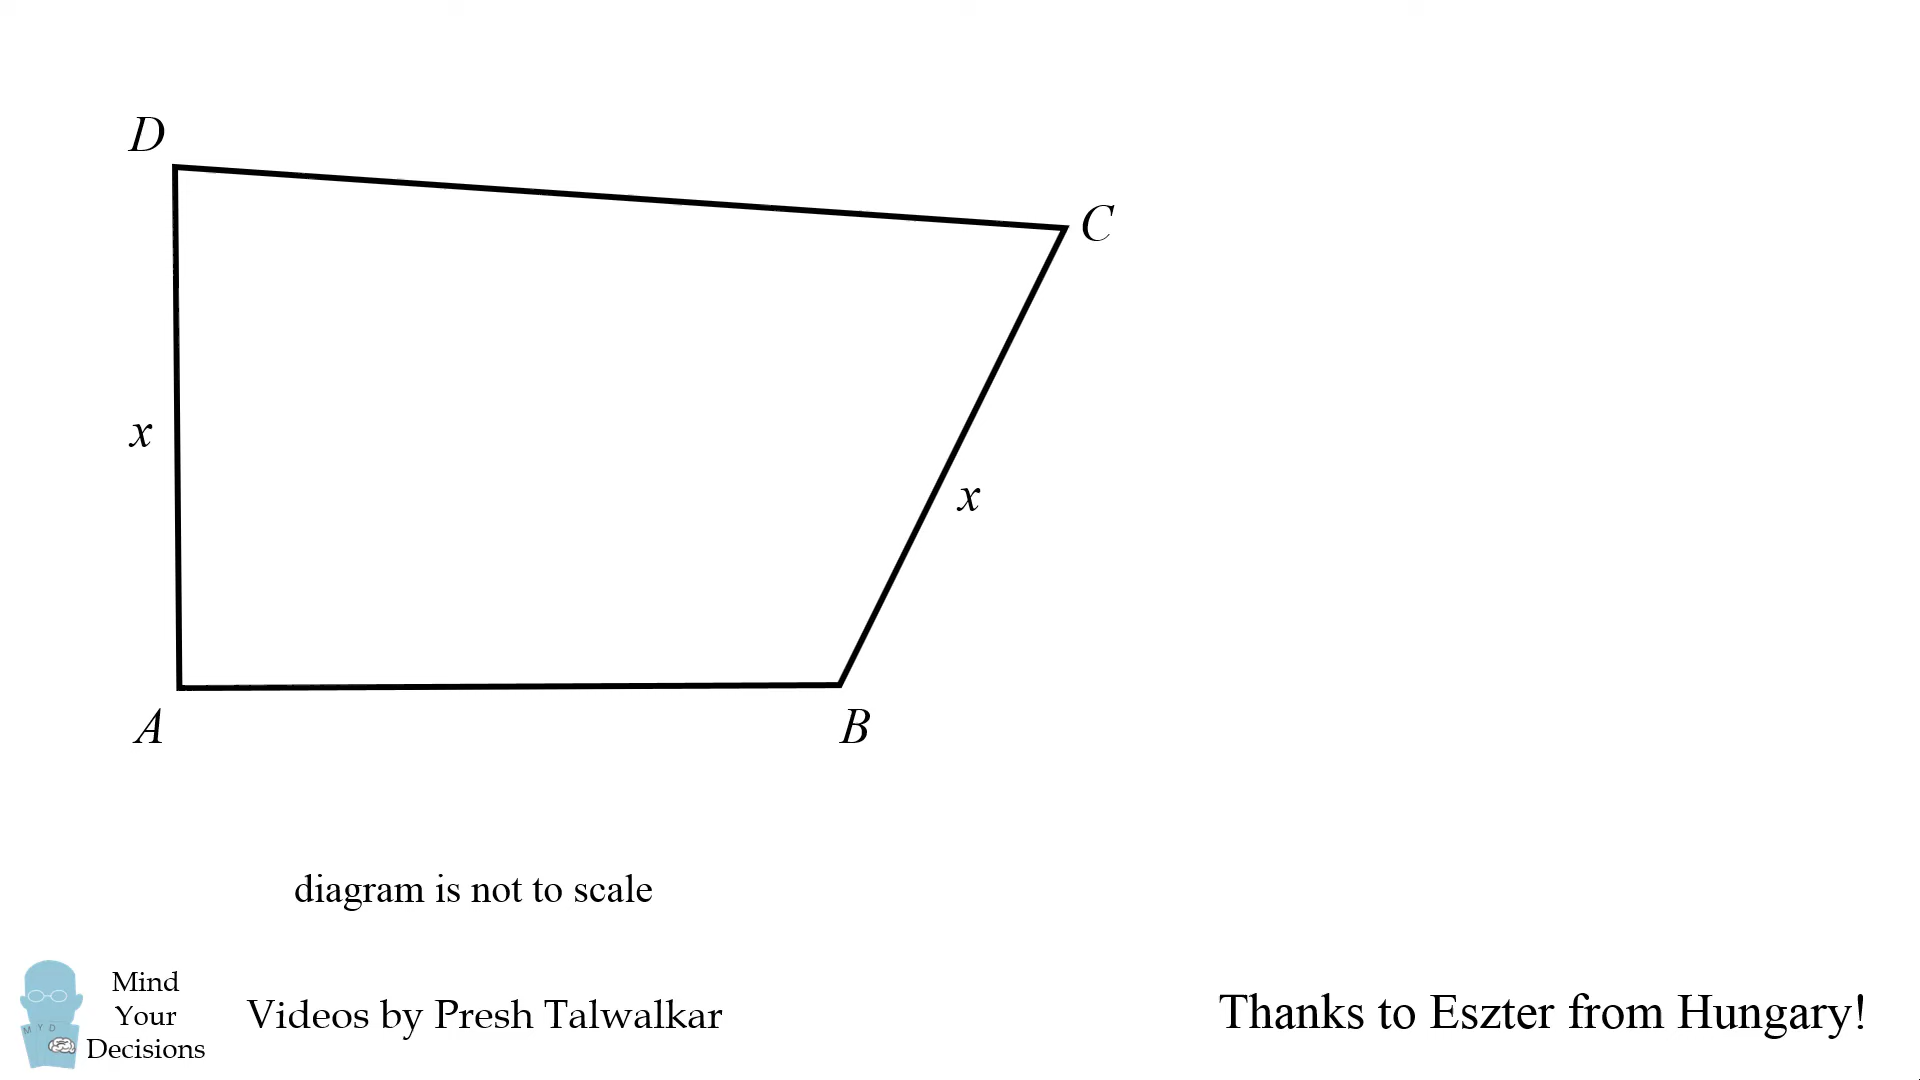 D
C
x
x
A
B
diagram is not to scale
M Y D
Mind
Your
Decisions
Videos by Presh Talwalkar
Thanks to Eszter from Hungary!